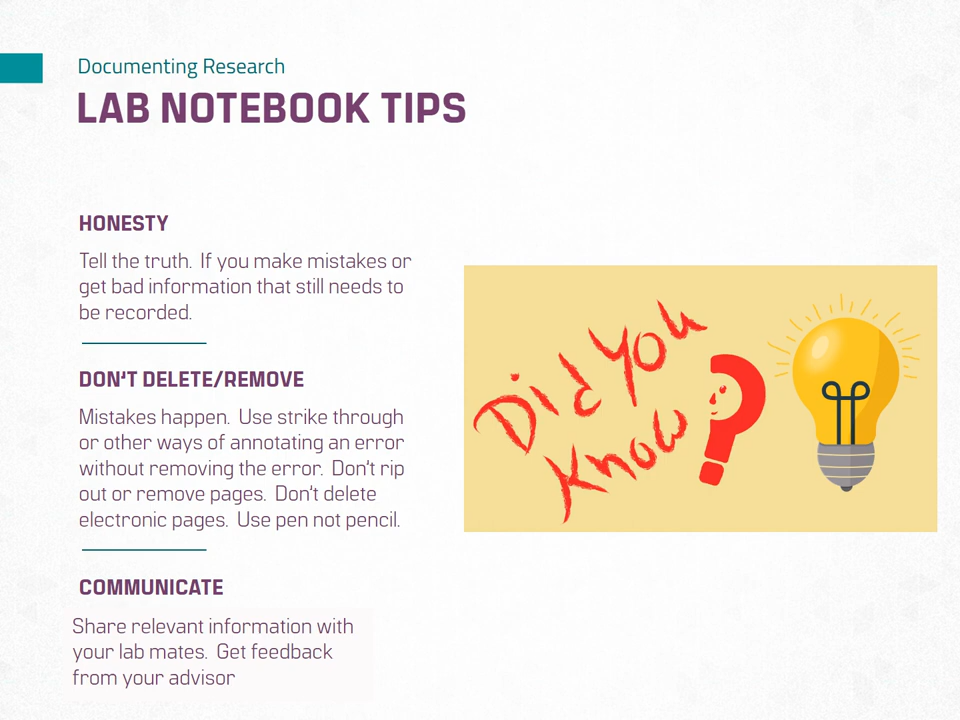 Documenting Research
LAB NOTEBOOK TIPS
HONESTY
Tell the truth.  If you make mistakes or
get bad information that still needs to
be recorded.
DON'T DELETE/REMOVE
Mistakes happen.  Use strike through
or other ways of annotating an error
without removing the error.  Don't rip
out or remove pages.  Don't delete
electronic pages.  Use pen not pencil.
COMMUNICATE
Share relevant information with
your lab mates.  Get feedback
from your advisor
Did You
Know ?